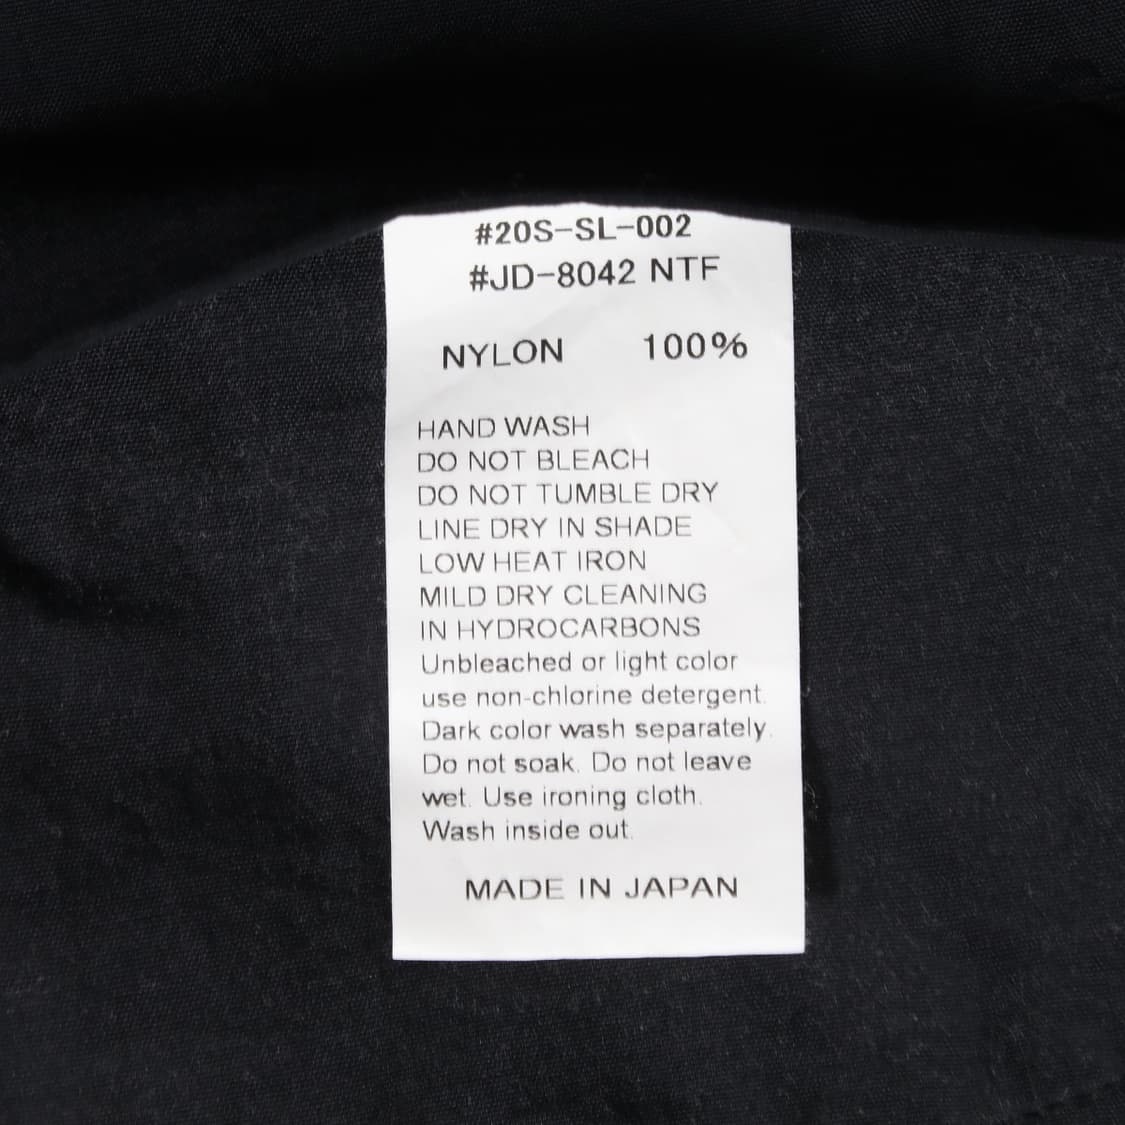 #20S-SL-002
#JD-8042 NTF
NYLON 100%
HAND WASH
DO NOT BLEACH
DO NOT TUMBLE DRY
LINE DRY IN SHADE
LOW HEAT IRON
MILD DRY CLEANING
IN HYDROCARBONS
Unbleached or light color
use non-chlorine detergent.
Dark color wash separately.
Do not soak. Do not leave
wet. Use ironing cloth.
Wash inside out.
MADE IN JAPAN